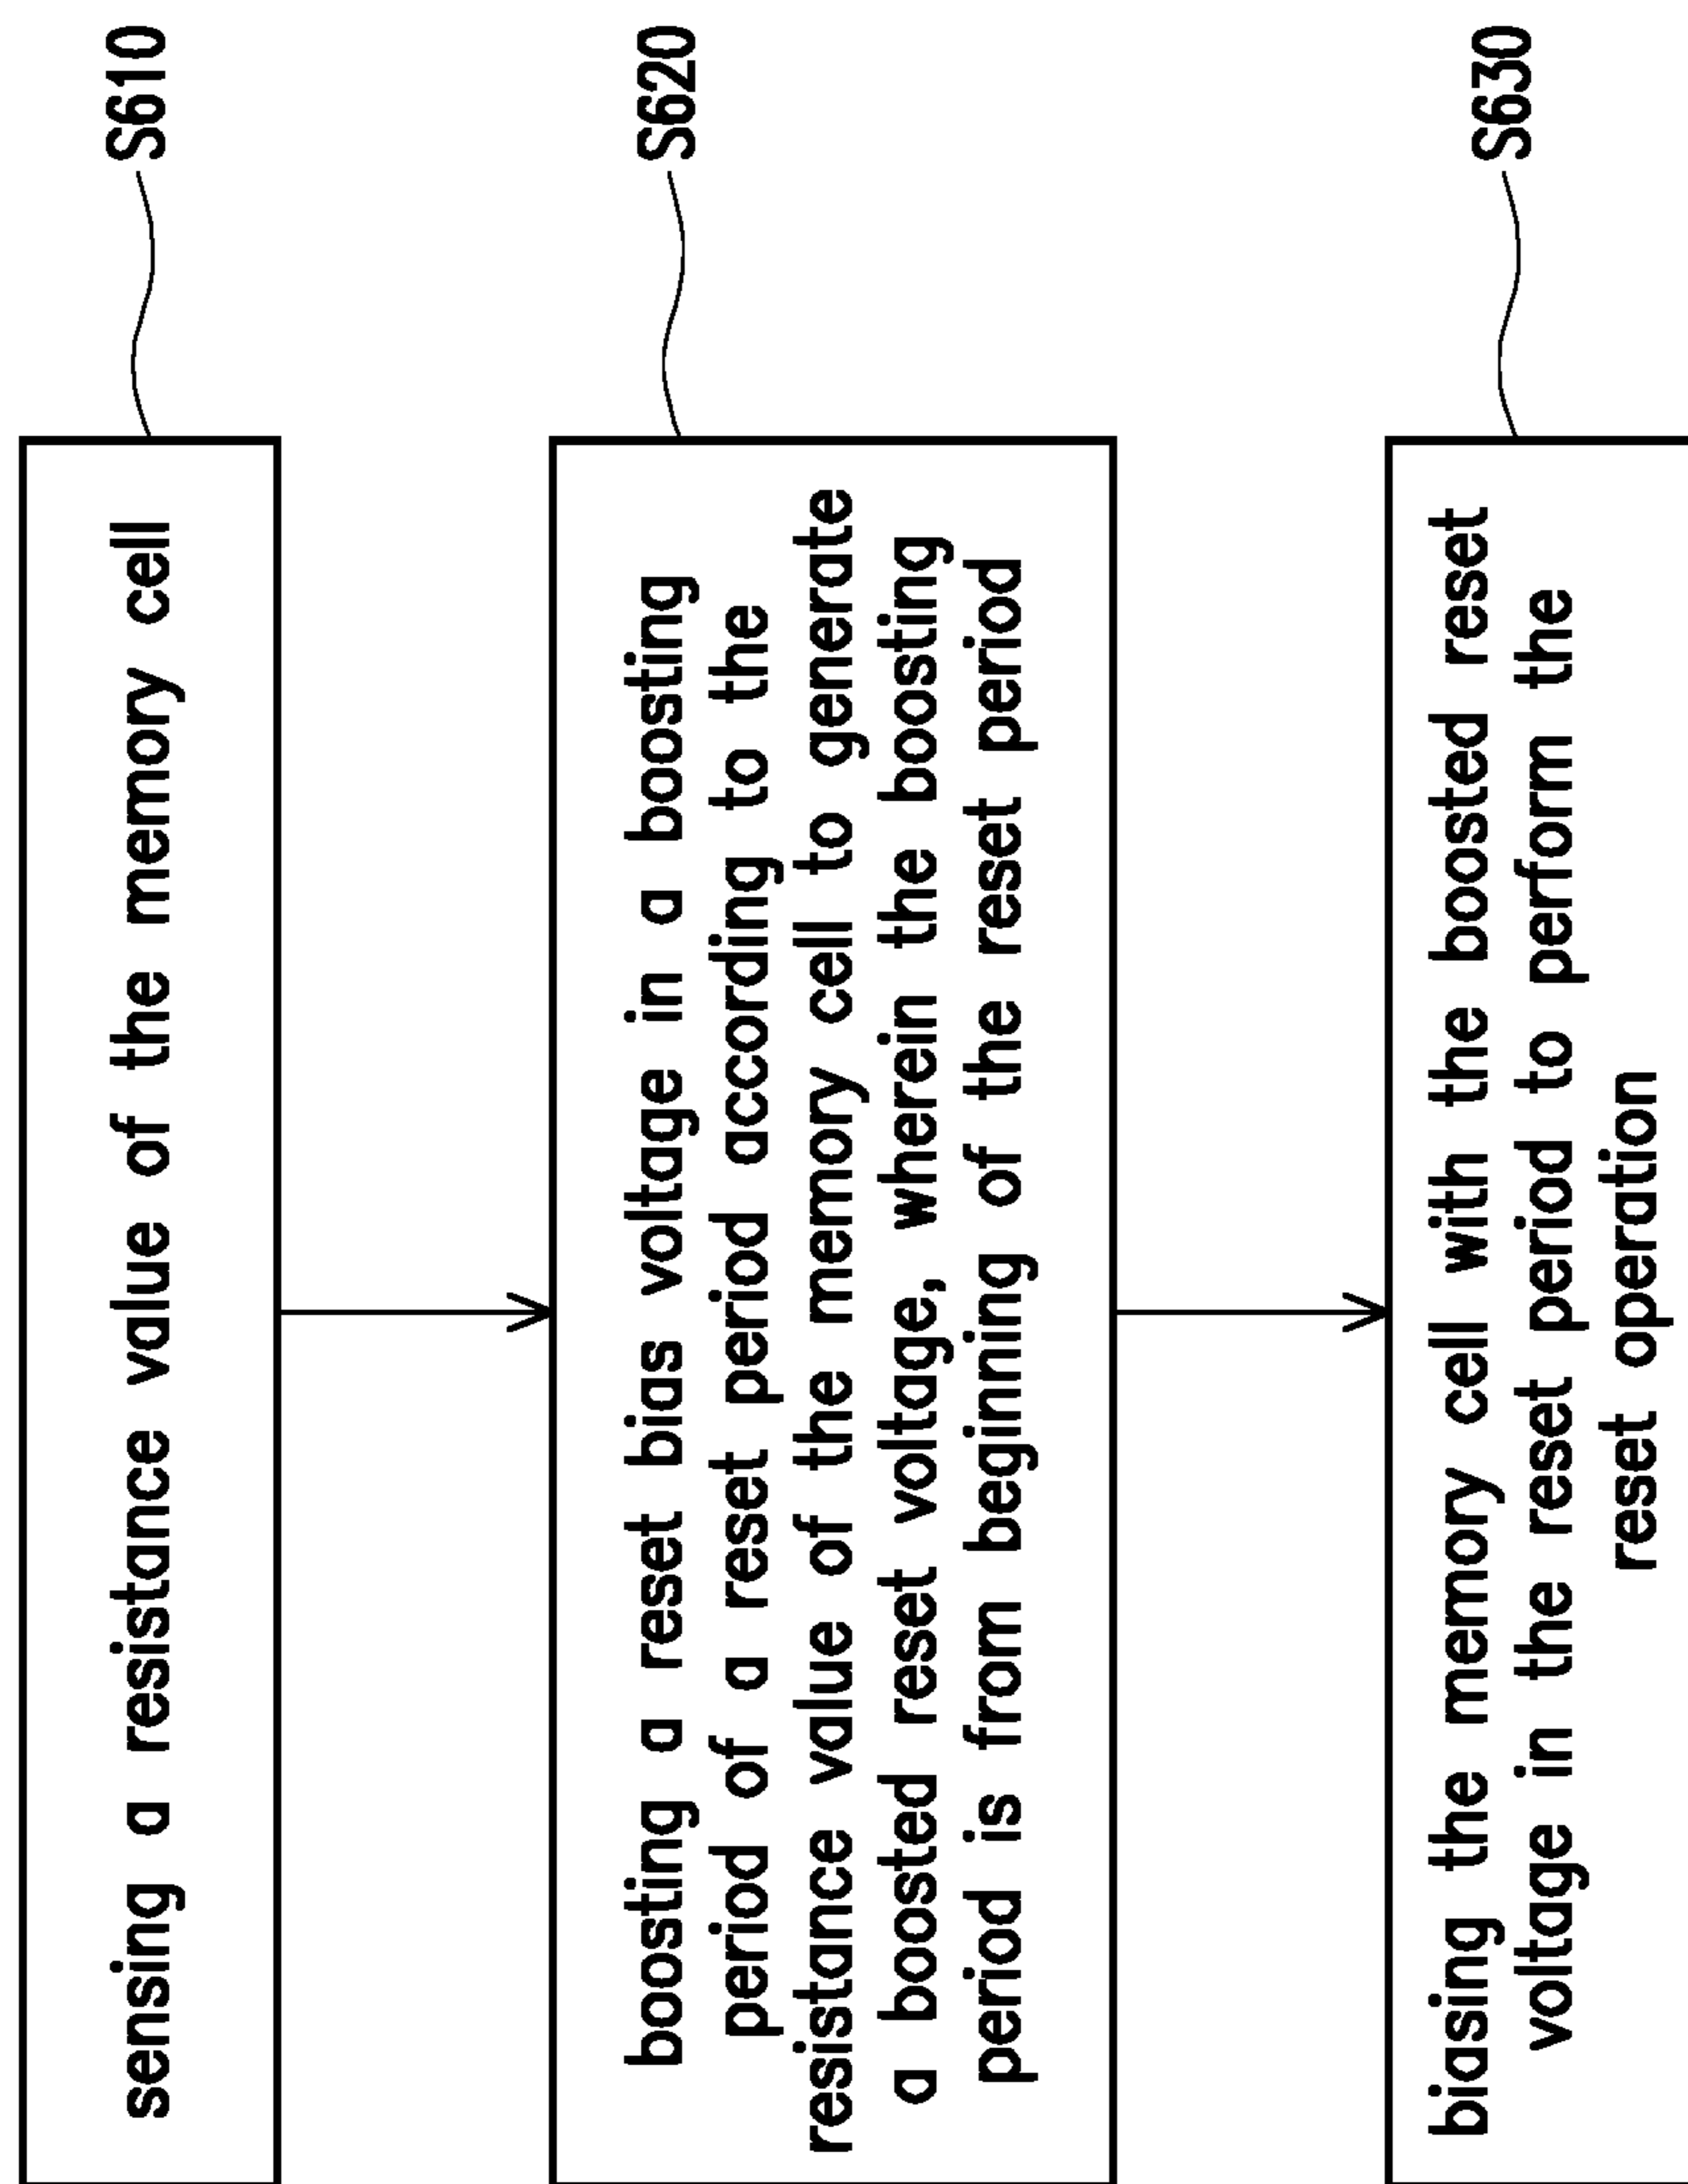 sensing a resistance value of the memory cell
S610
boosting a reset bias voltage in a boosting
period of a reset period according to the
resistance value of the memory cell to generate
a boosted reset voltage, wherein the boosting
period is from beginning of the reset period
S620
biasing the memory cell with the boosted reset
voltage in the reset period to perform the
reset operation
S630